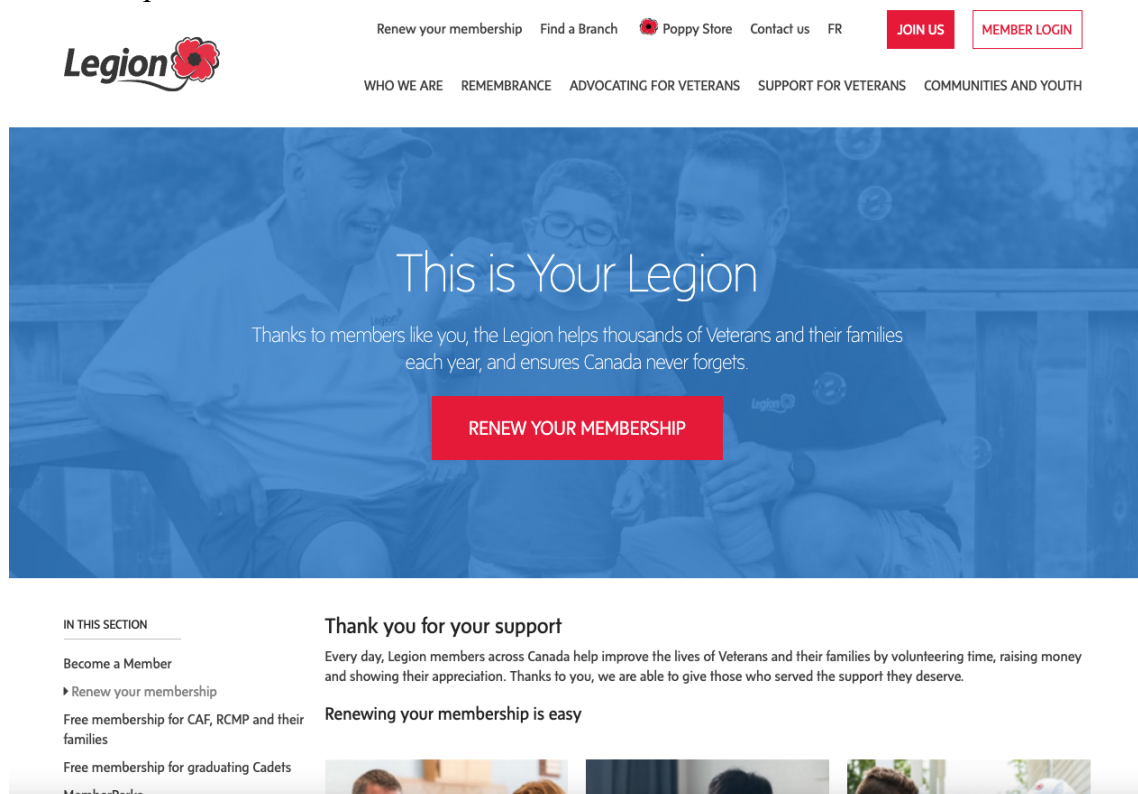 Renew your membership Find a Branch Poppy Store Contact us FR JOIN US MEMBER LOGIN
Legion
WHO WE ARE REMEMBRANCE ADVOCATING FOR VETERANS SUPPORT FOR VETERANS COMMUNITIES AND YOUTH
Legion
This is Your Legion
Thanks to members like you, the Legion helps thousands of Veterans and their families
each year, and ensures Canada never forgets.
Legion
RENEW YOUR MEMBERSHIP
IN THIS SECTION
Become a Member
Renew your membership
Free membership for CAF, RCMP and their
families
Free membership for graduating Cadets
MemberPerks
Thank you for your support
Every day, Legion members across Canada help improve the lives of Veterans and their families by volunteering time, raising money
and showing their appreciation. Thanks to you, we are able to give those who served the support they deserve.
Renewing your membership is easy